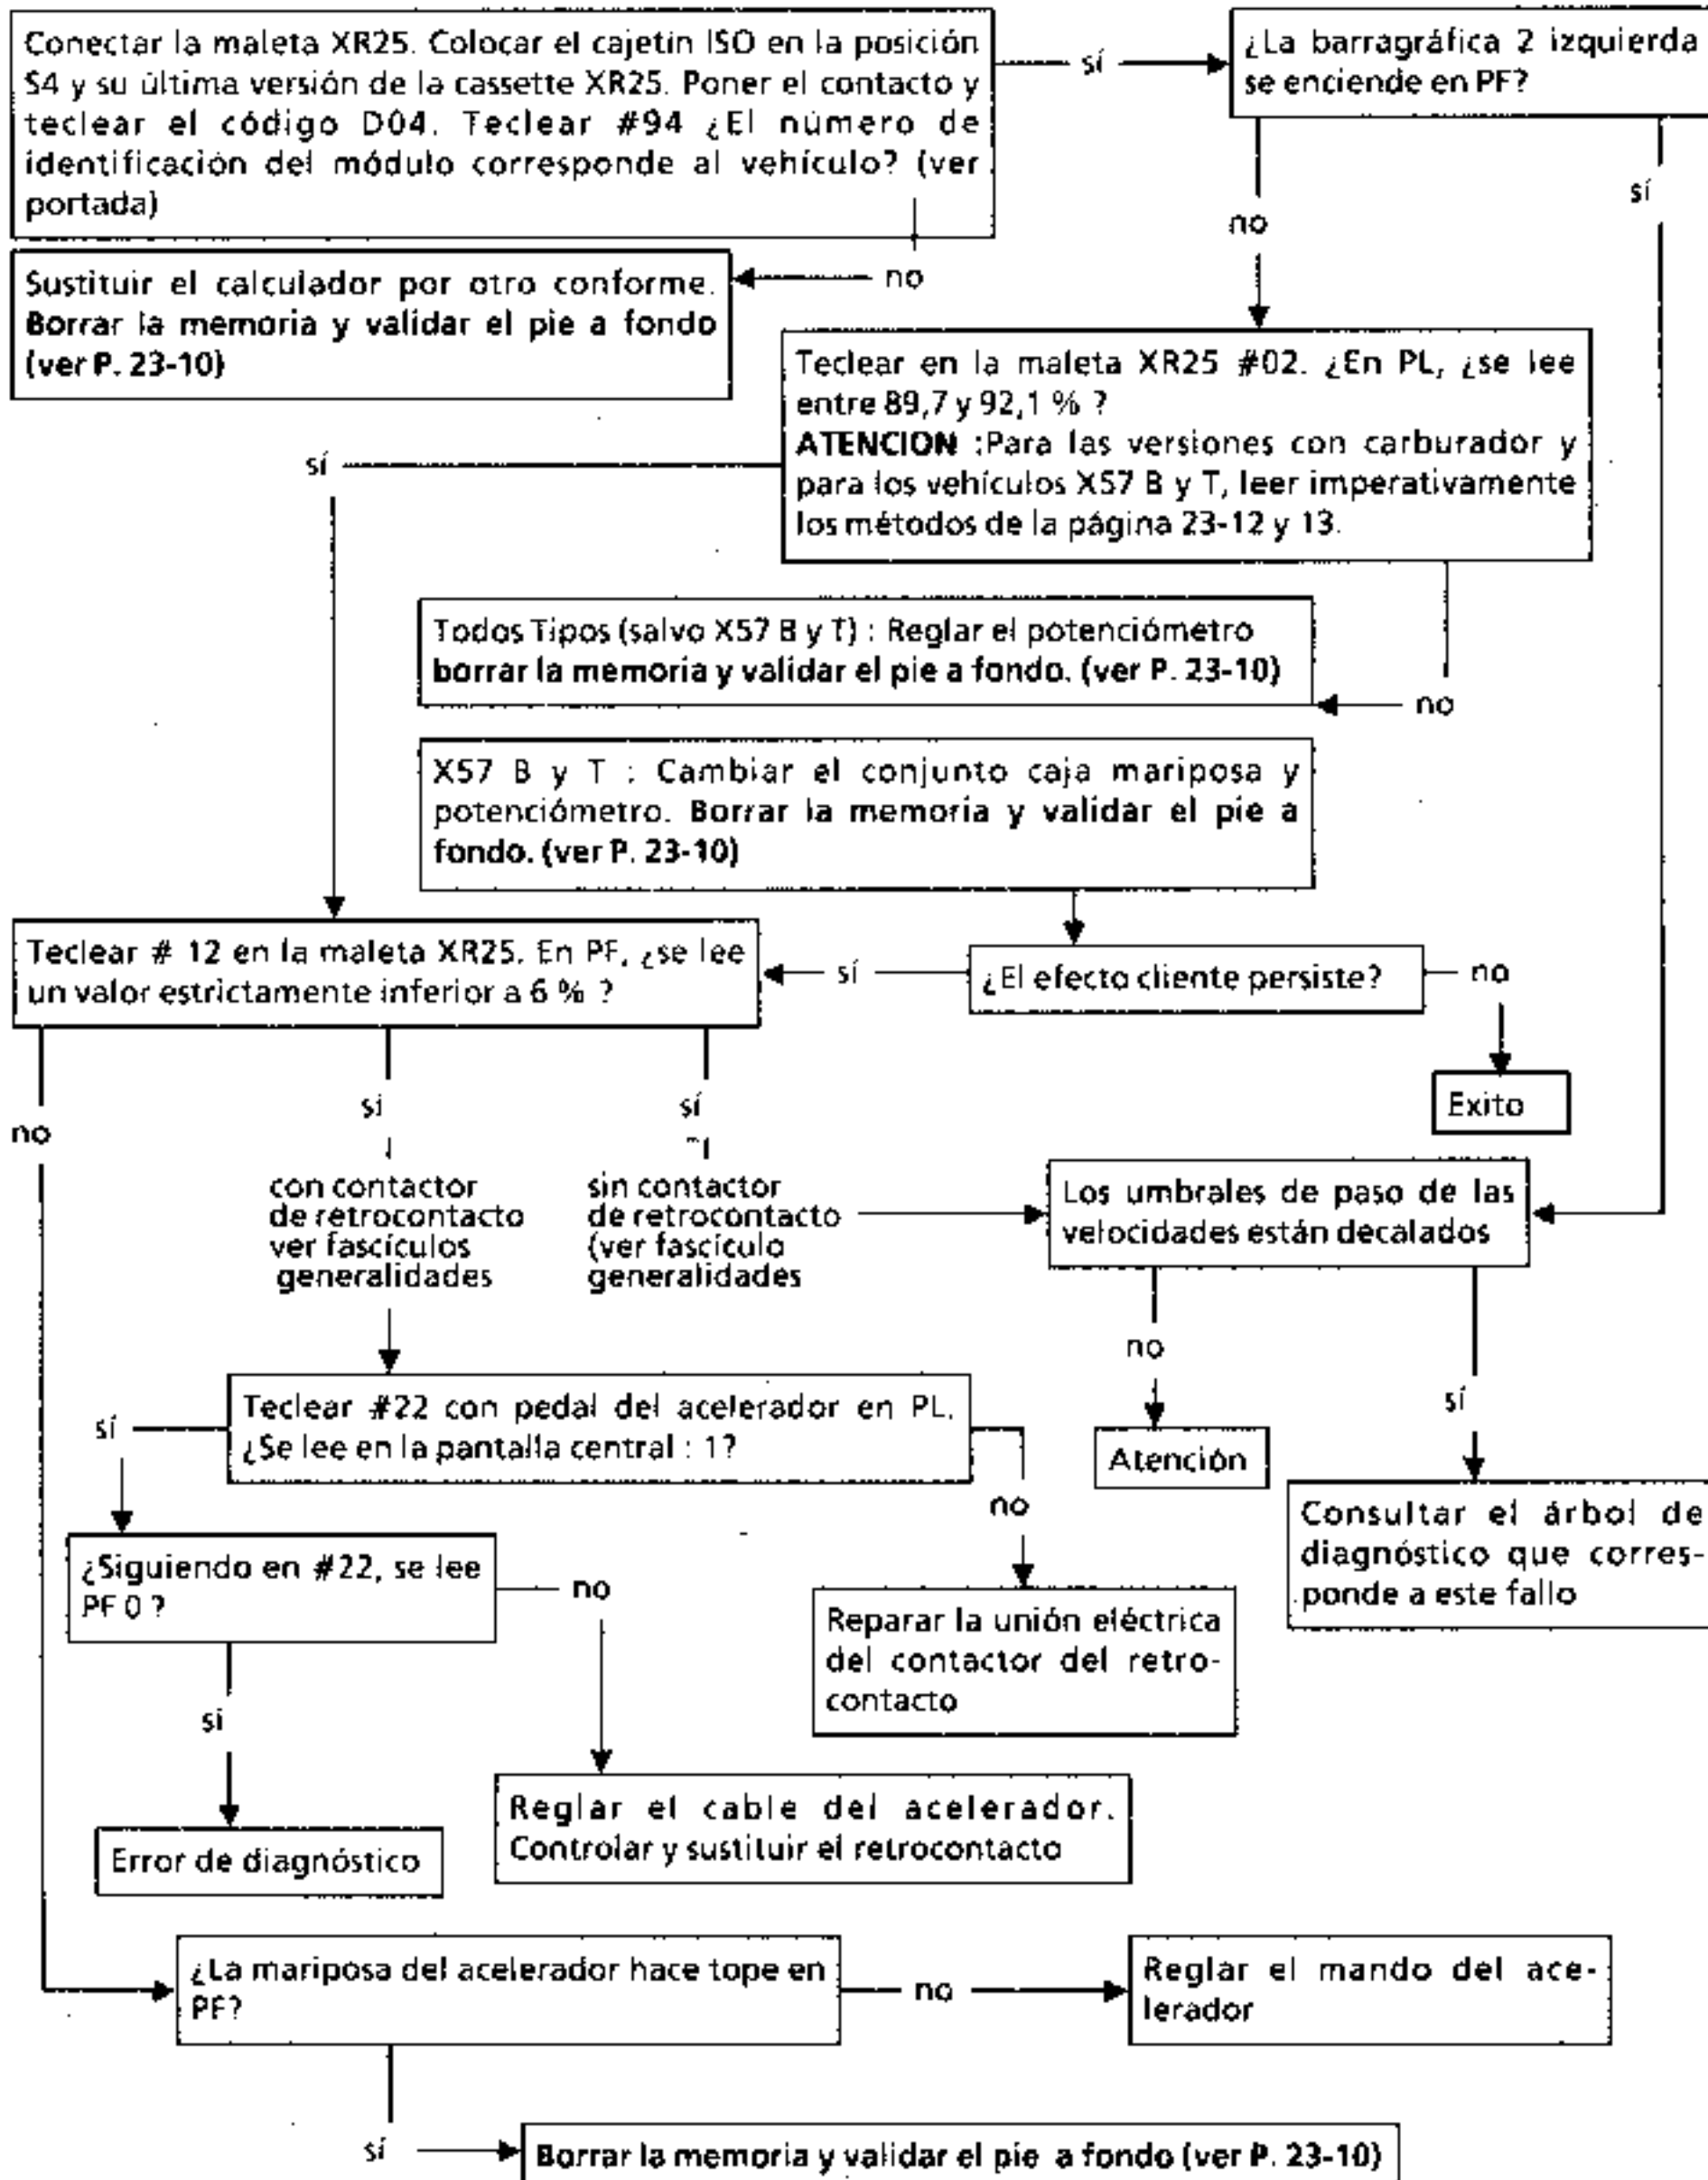 Conectar la maleta XR25. Colocar el cajetin ISO en la posición
S4 y su última versión de la cassette XR25. Poner el contacto y
teclear el código D04. Teclear #94 ¿El número de
identificación del módulo corresponde al vehículo? (ver
portada)
sí
¿La barragráfica 2 izquierda
se enciende en PF?
no
sí
no
Sustituir el calculador por otro conforme.
Borrar la memoria y validar el pie a fondo
(ver P. 23-10)
Teclear en la maleta XR25 #02. ¿En PL, ¿se lee
entre 89,7 y 92,1 % ?
ATENCION :Para las versiones con carburador y
para los vehículos X57 B y T, leer imperativamente
los métodos de la página 23-12 y 13.
sí
Todos Tipos (salvo X57 B y T) : Reglar el potenciómetro
borrar la memoria y validar el pie a fondo. (ver P. 23-10)
no
X57 B y T : Cambiar el conjunto caja mariposa y
potenciómetro. Borrar la memoria y validar el pie a
fondo. (ver P. 23-10)
Teclear # 12 en la maleta XR25. En PF, ¿se lee
un valor estrictamente inferior a 6 % ?
sí
¿El efecto cliente persiste?
no
Exito
no
sí
sí
con contactor
de retrocontacto
ver fascículos
generalidades
sin contactor
de retrocontacto
(ver fascículo
generalidades
Los umbrales de paso de las
velocidades están decalados
no
sí
Atención
Consultar el árbol de
diagnóstico que corres-
ponde a este fallo
Teclear #22 con pedal del acelerador en PL.
¿Se lee en la pantalla central : 1?
sí
no
¿Siguiendo en #22, se lee
PF 0 ?
no
Reparar la unión eléctrica
del contactor del retro-
contacto
sí
Error de diagnóstico
Reglar el cable del acelerador.
Controlar y sustituir el retrocontacto
¿La mariposa del acelerador hace tope en
PF?
no
Reglar el mando del ace-
lerador
sí
Borrar la memoria y validar el pie a fondo (ver P. 23-10)